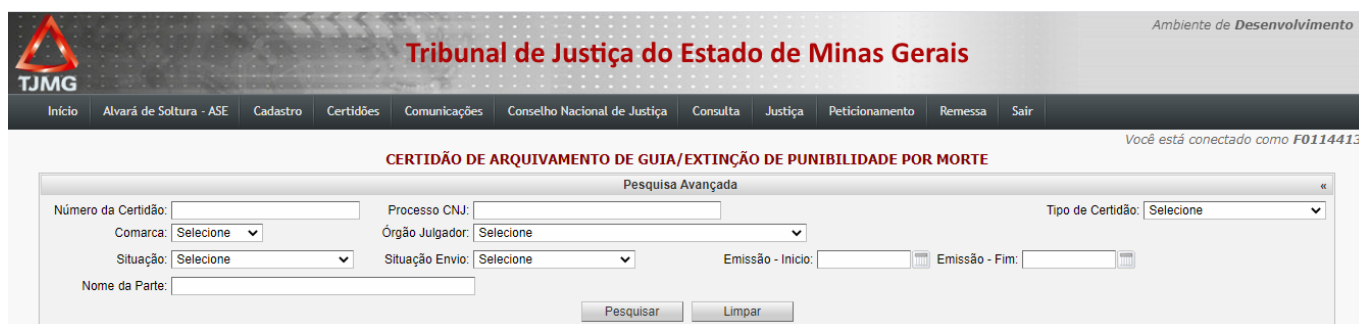 Ambiente de Desenvolvimento
Tribunal de Justiça do Estado de Minas Gerais
TJMG
Início Alvará de Soltura - ASE Cadastro Certidões Comunicações Conselho Nacional de Justiça Consulta Justiça Peticionamento Remessa Sair
Você está conectado como F0114413
CERTIDÃO DE ARQUIVAMENTO DE GUIA/EXTINÇÃO DE PUNIBILIDADE POR MORTE
Pesquisa Avançada «
Número da Certidão: Processo CNJ: Tipo de Certidão: Selecione
Comarca: Selecione Órgão Julgador: Selecione
Situação: Selecione Situação Envio: Selecione Emissão - Inicio: Emissão - Fim:
Nome da Parte:
Pesquisar Limpar